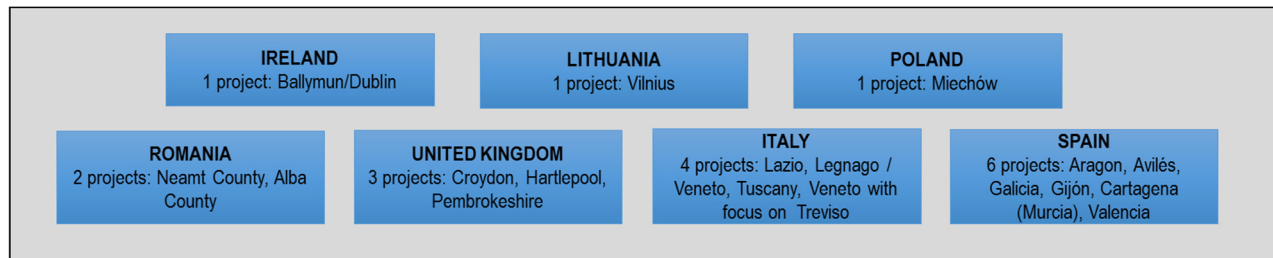 IRELAND
1 project: Ballymun/Dublin
LITHUANIA
1 project: Vilnius
POLAND
1 project: Miechów
ROMANIA
2 projects: Neamt County, Alba
County
UNITED KINGDOM
3 projects: Croydon, Hartlepool,
Pembrokeshire
ITALY
4 projects: Lazio, Legnago /
Veneto, Tuscany, Veneto with
focus on Treviso
SPAIN
6 projects: Aragon, Avilés,
Galicia, Gijón, Cartagena
(Murcia), Valencia